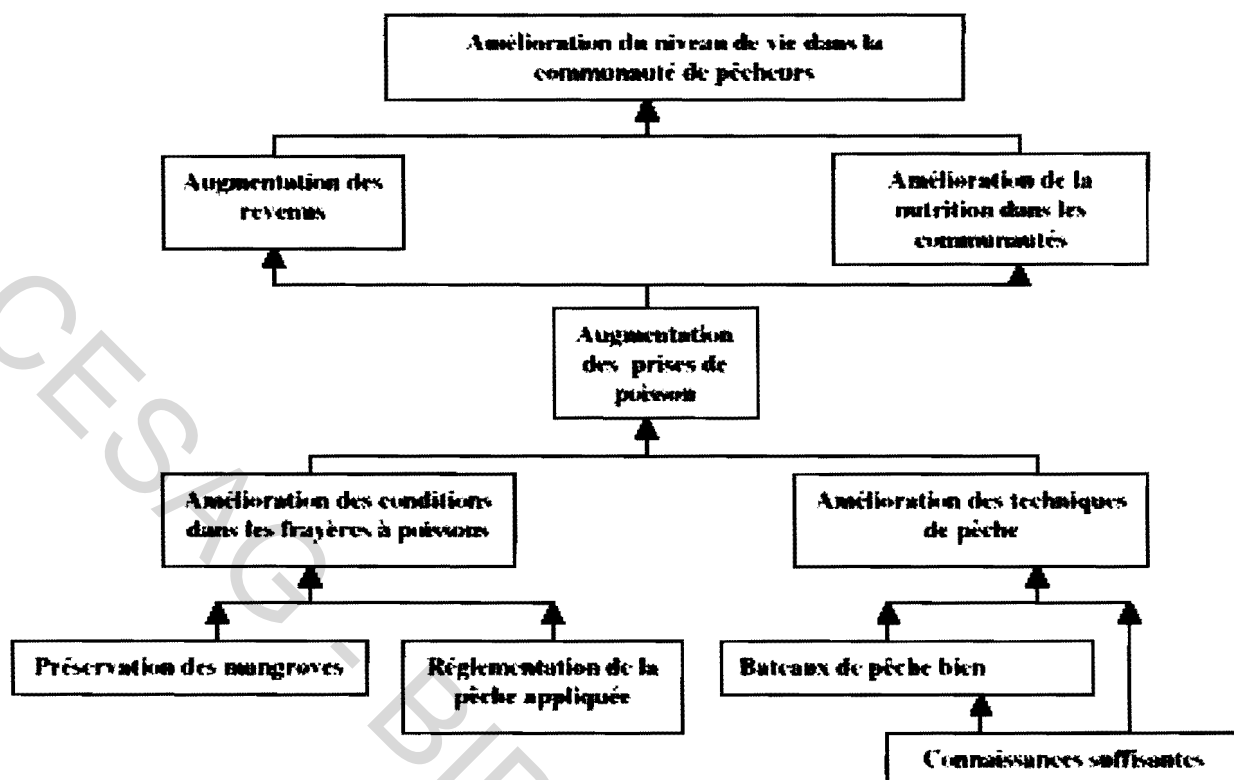 Amélioration du niveau de vie dans la
communauté de pêcheurs
Augmentation des
revenus
Amélioration de la
nutrition dans les
communautés
Augmentation
des prises de
poisson
Amélioration des conditions
dans les frayères à poissons
Amélioration des techniques
de pêche
Préservation des mangroves
Réglementation de la
pêche appliquée
Bateaux de pêche bien
Connaissances suffisantes
CESAG - BI